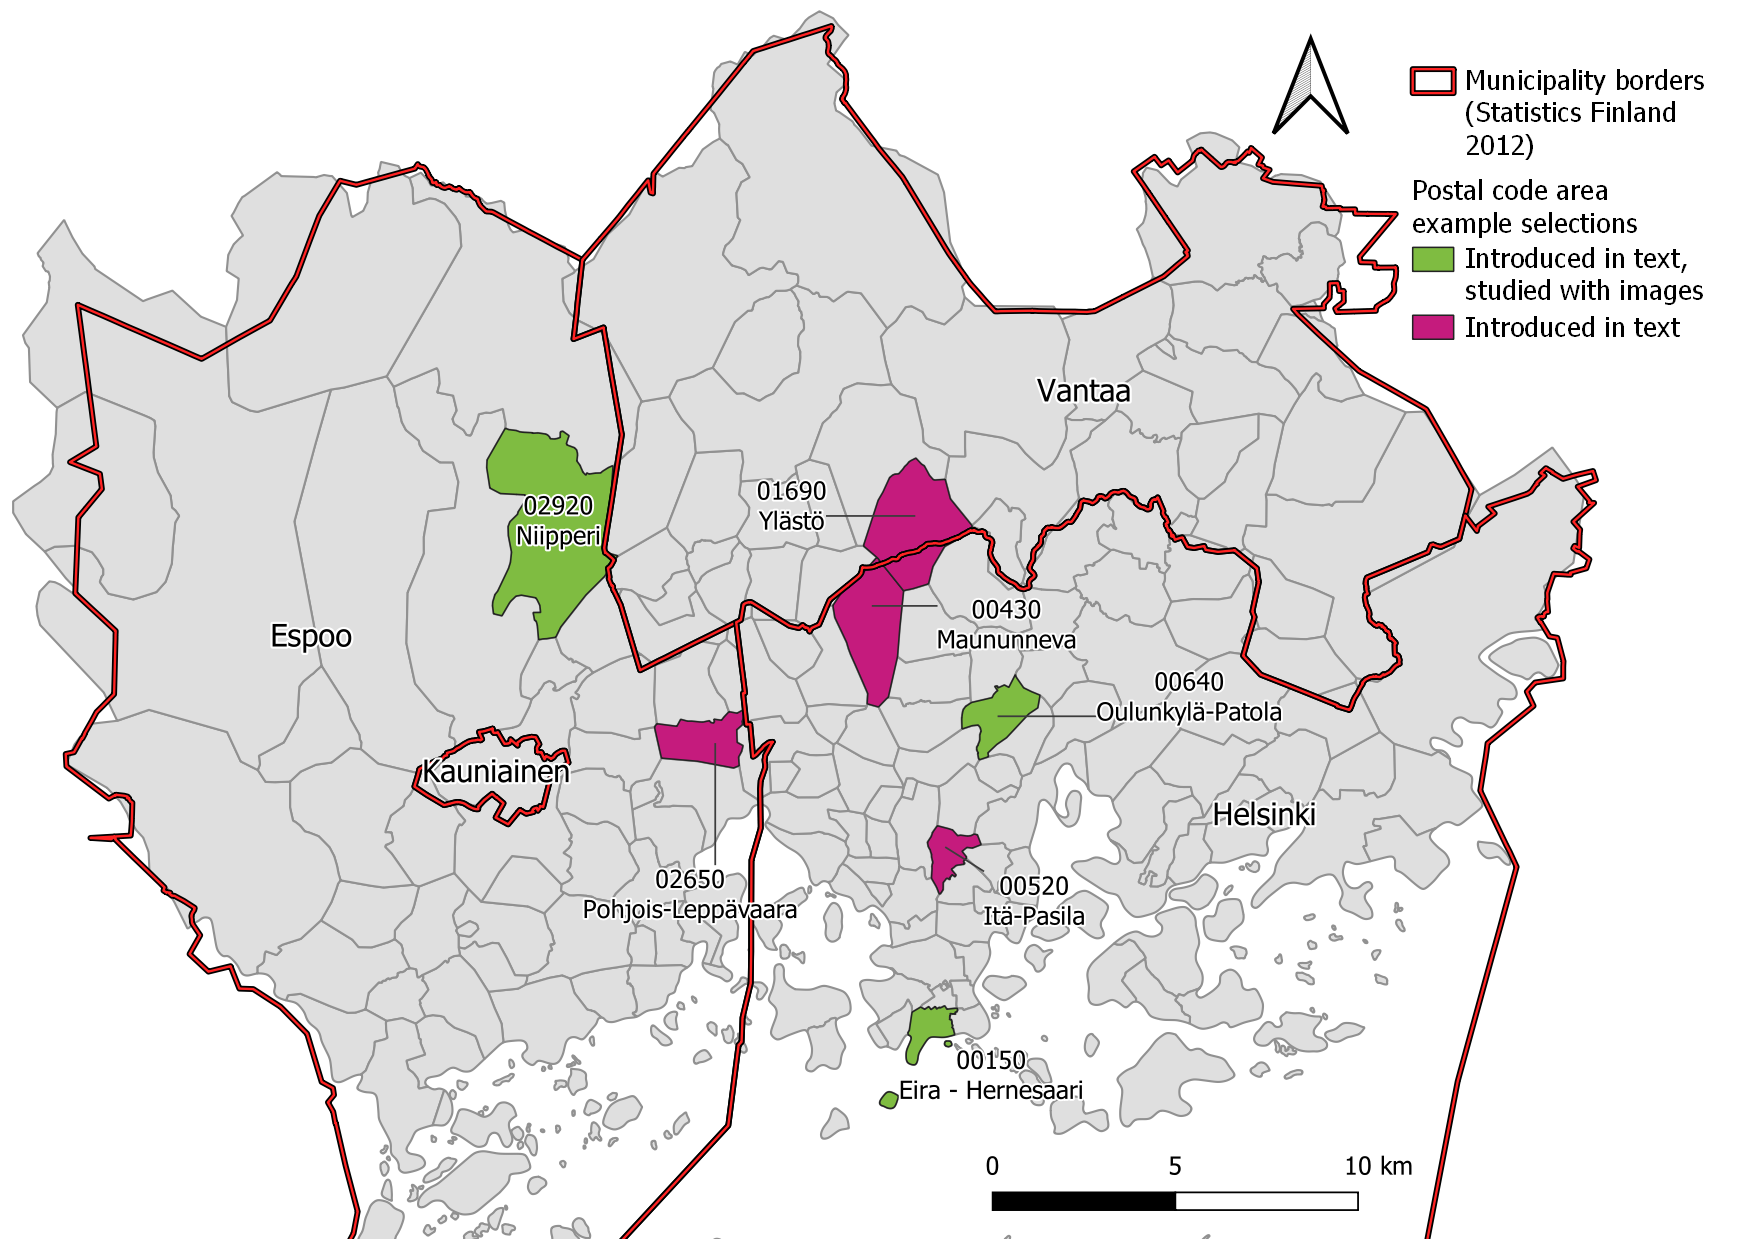 Municipality borders
(Statistics Finland
2012)
Postal code area
example selections
Introduced in text,
studied with images
Introduced in text
Vantaa
01690
Ylästö
02920
Niipperi
00430
Maununneva
Espoo
00640
Oulunkylä-Patola
Kauniainen
Helsinki
02650
Pohjois-Leppävaara
00520
Itä-Pasila
00150
Eira - Hernesaari
0 5 10 km